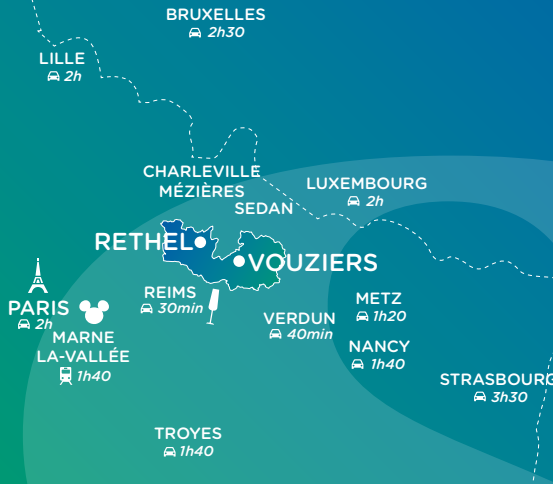 BRUXELLES
2h30
LILLE
2h
CHARLEVILLE
MÉZIÈRES
LUXEMBOURG
2h
SEDAN
RETHEL
VOUZIERS
REIMS
30min
PARIS
2h
MARNE
LA-VALLÉE
1h40
VERDUN
40min
METZ
1h20
NANCY
1h40
STRASBOURG
3h30
TROYES
1h40